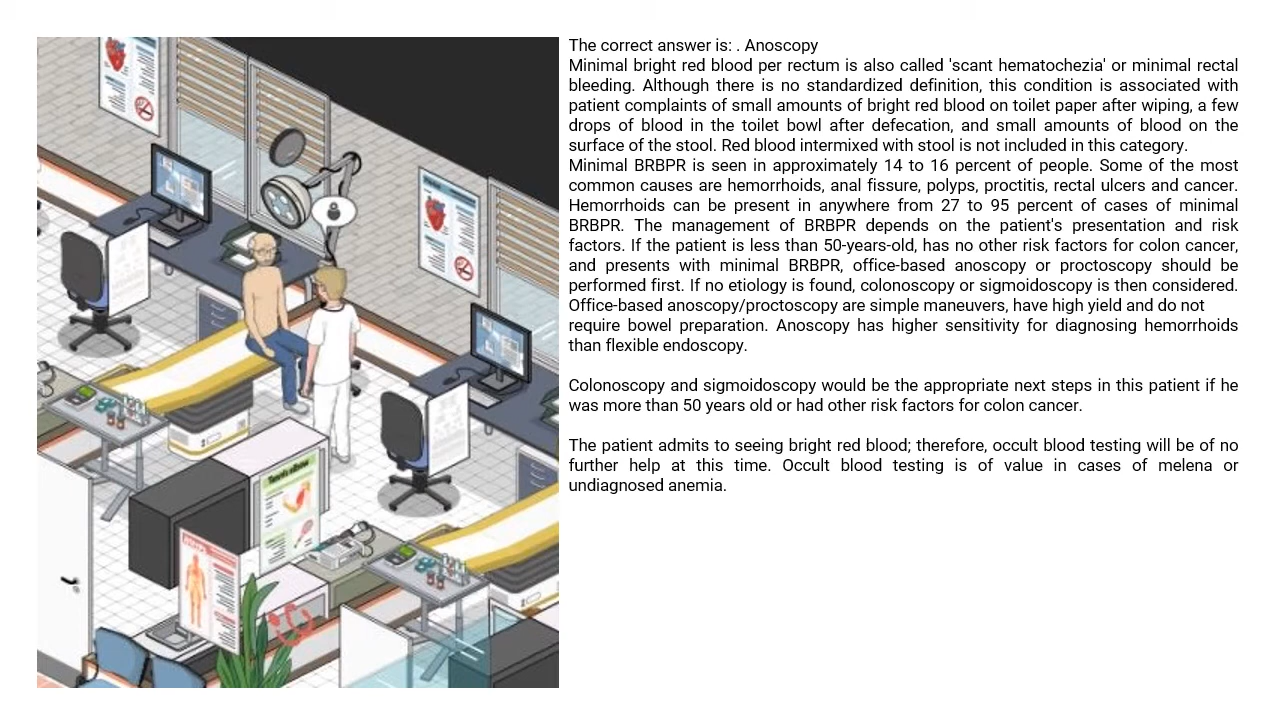 The correct answer is: . Anoscopy
Minimal bright red blood per rectum is also called 'scant hematochezia' or minimal rectal
bleeding. Although there is no standardized definition, this condition is associated with
patient complaints of small amounts of bright red blood on toilet paper after wiping, a few
drops of blood in the toilet bowl after defecation, and small amounts of blood on the
surface of the stool. Red blood intermixed with stool is not included in this category.
Minimal BRBPR is seen in approximately 14 to 16 percent of people. Some of the most
common causes are hemorrhoids, anal fissure, polyps, proctitis, rectal ulcers and cancer.
Hemorrhoids can be present in anywhere from 27 to 95 percent of cases of minimal
BRBPR. The management of BRBPR depends on the patient's presentation and risk
factors. If the patient is less than 50-years-old, has no other risk factors for colon cancer,
and presents with minimal BRBPR, office-based anoscopy or proctoscopy should be
performed first. If no etiology is found, colonoscopy or sigmoidoscopy is then considered.
Office-based anoscopy/proctoscopy are simple maneuvers, have high yield and do not
require bowel preparation. Anoscopy has higher sensitivity for diagnosing hemorrhoids
than flexible endoscopy.
Colonoscopy and sigmoidoscopy would be the appropriate next steps in this patient if he
was more than 50 years old or had other risk factors for colon cancer.
The patient admits to seeing bright red blood; therefore, occult blood testing will be of no
further help at this time. Occult blood testing is of value in cases of melena or
undiagnosed anemia.
Tennis elbow